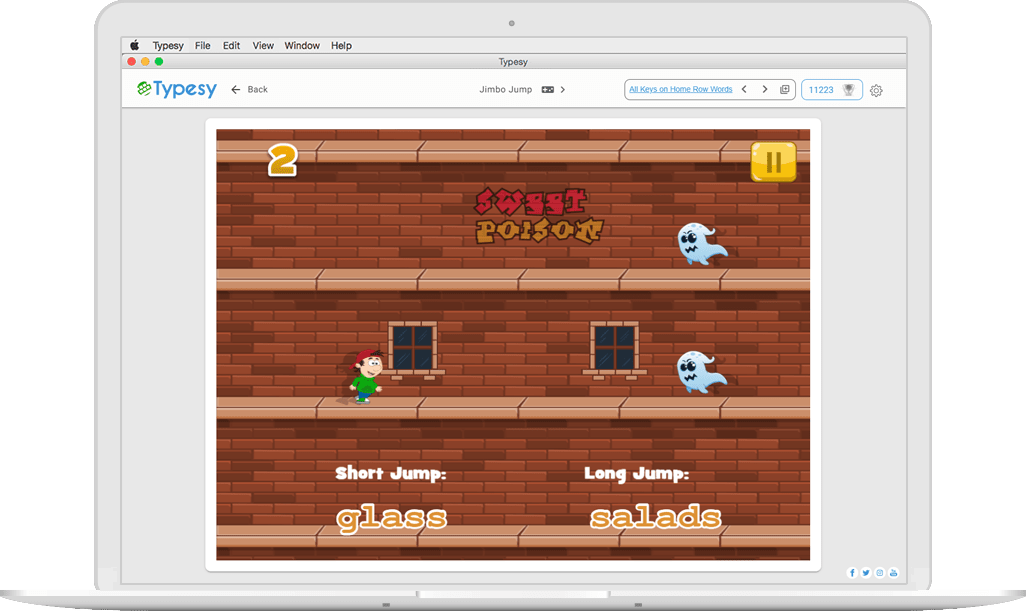 Typesy File Edit View Window Help
Typesy
Typesy Back Jimbo Jump All Keys on Home Row Words 11223
2
SWEET
POISON
Short Jump: Long Jump:
glass salads